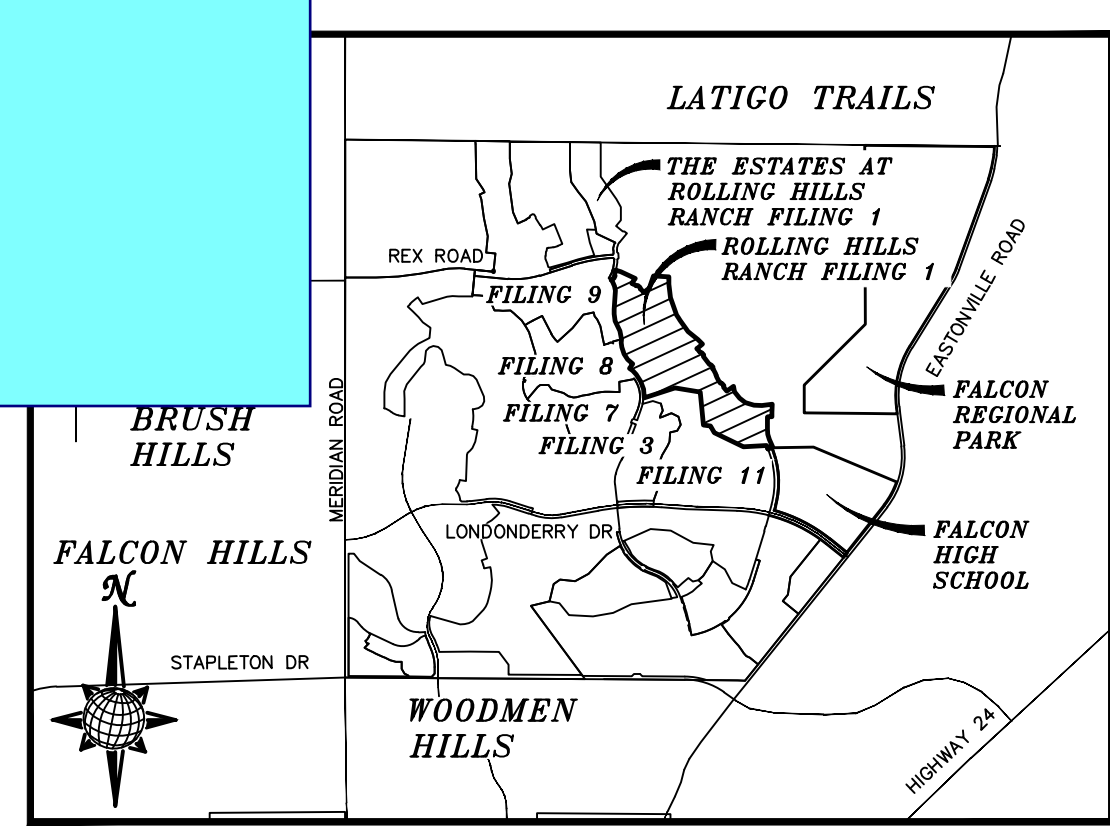 LATIGO TRAILS
THE ESTATES AT
ROLLING HILLS
RANCH FILING 1
ROLLING HILLS
RANCH FILING 1
REX ROAD
FILING 9
EASTONVILLE ROAD
FILING 8
FALCON
REGIONAL
PARK
FILING 7
BRUSH
HILLS
MERIDIAN ROAD
FILING 3
FILING 11
LONDONDERRY DR
FALCON
HIGH
SCHOOL
FALCON HILLS
N
STAPLETON DR
WOODMEN
HILLS
HIGHWAY 24